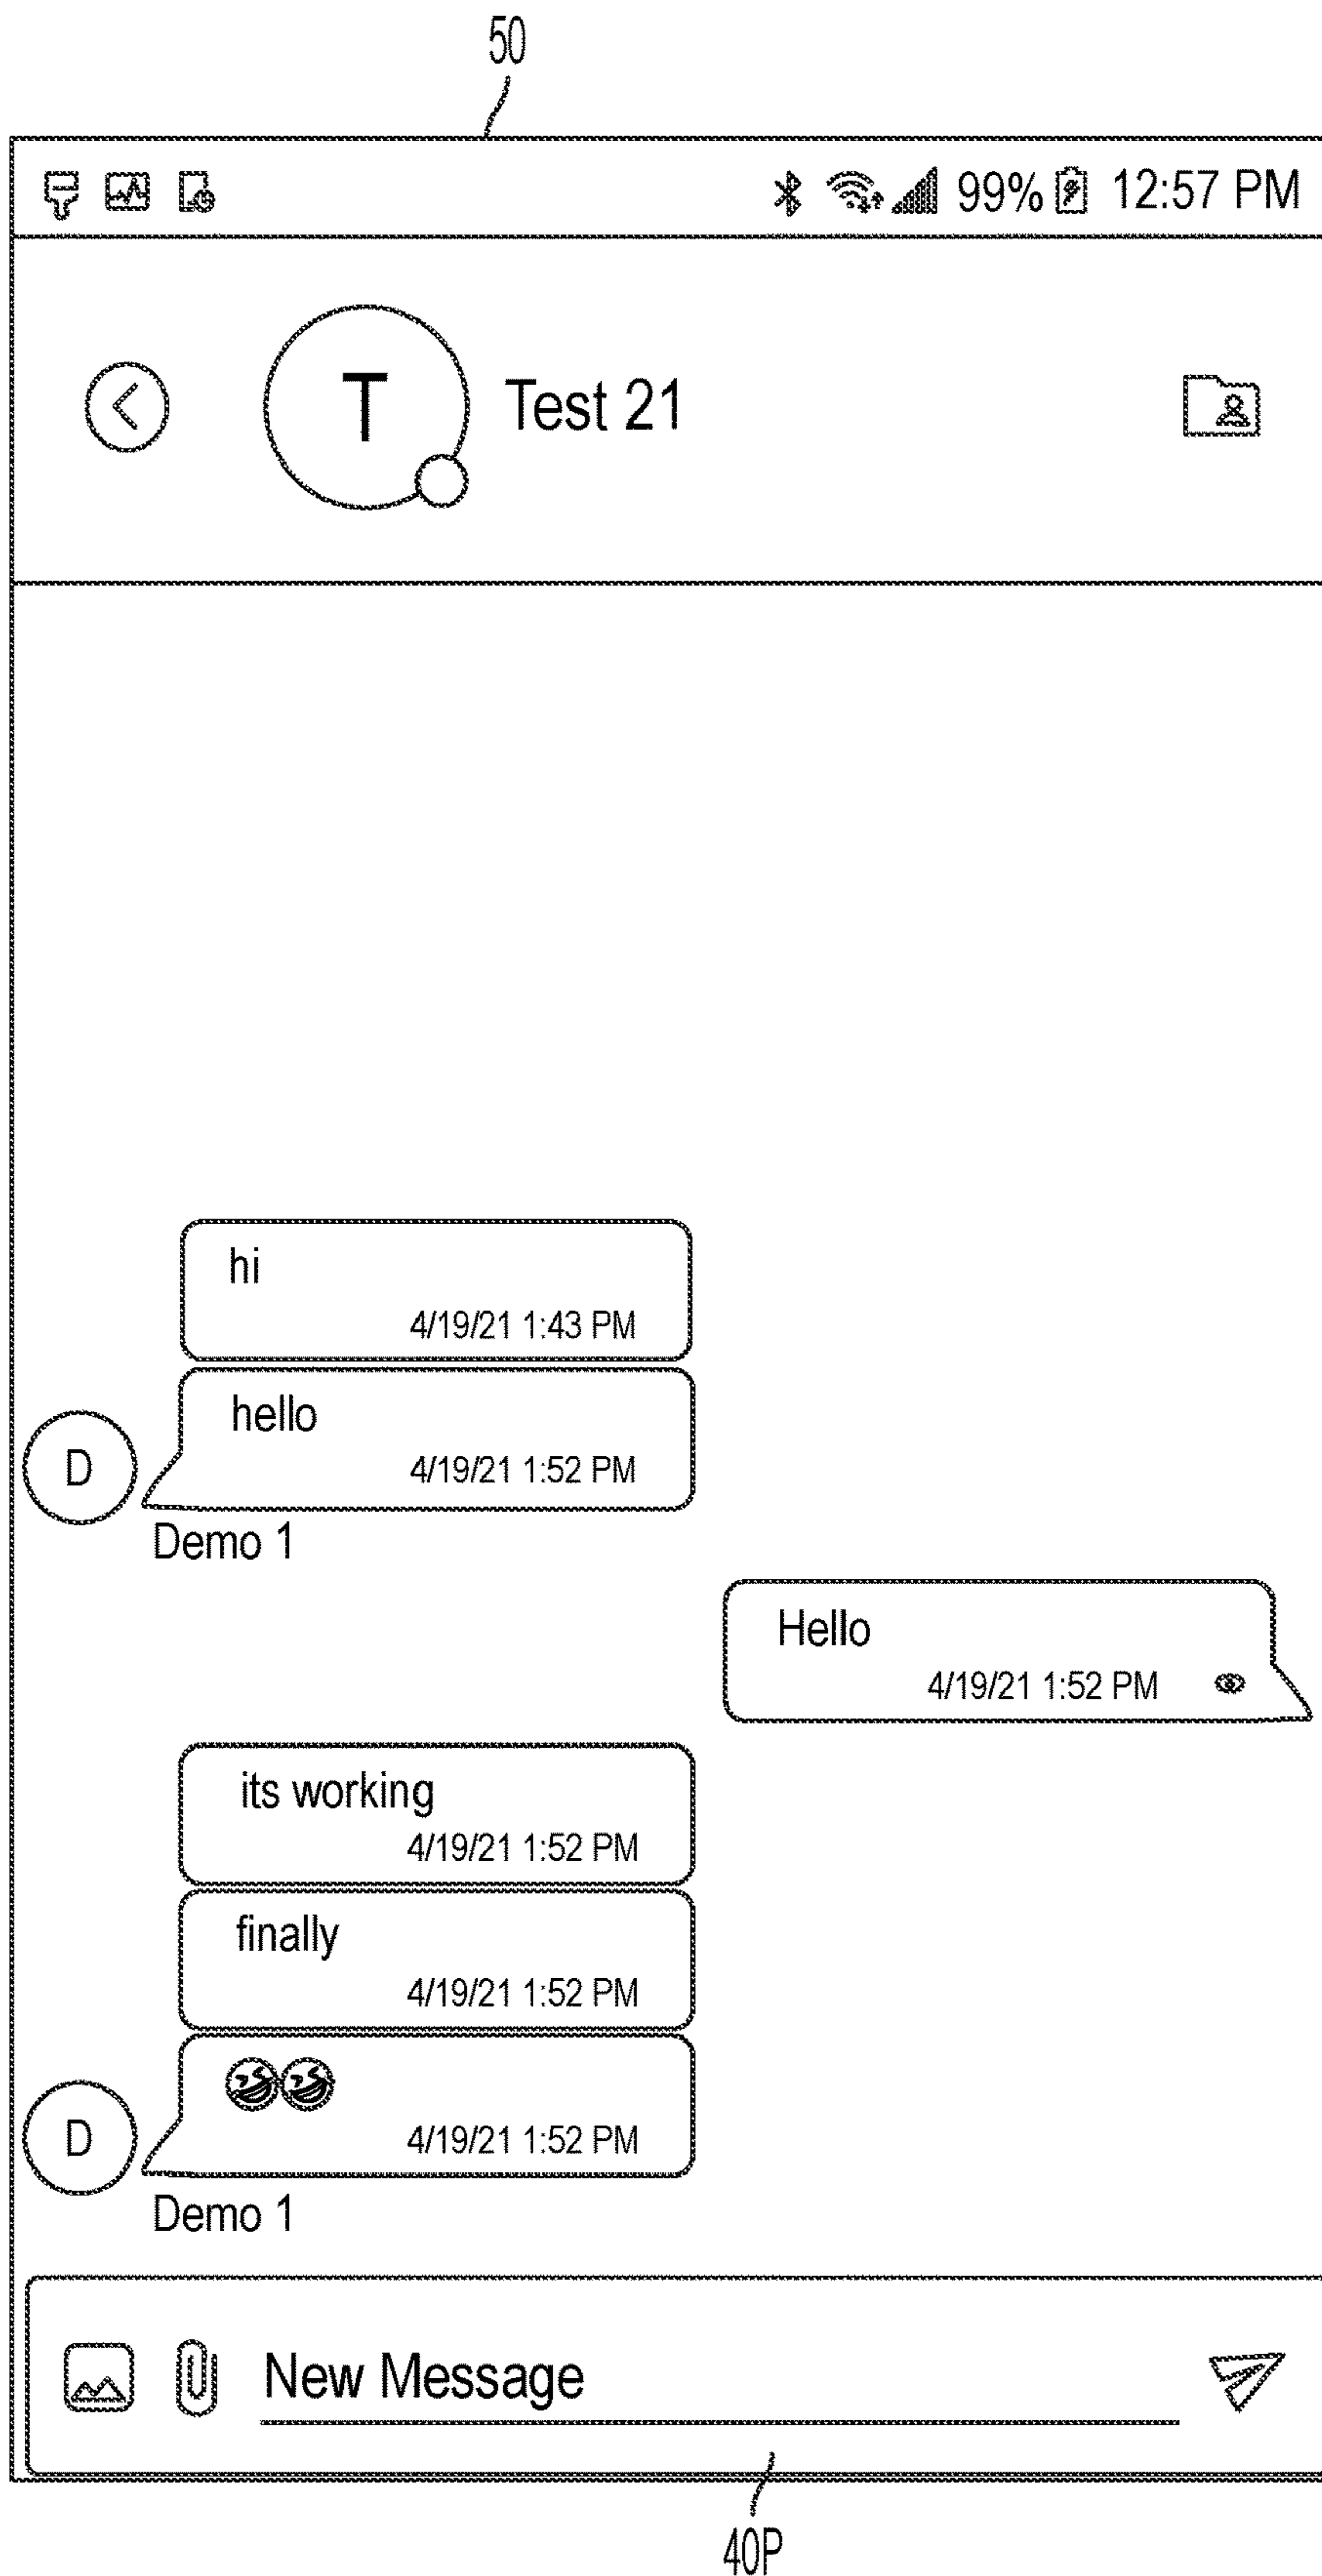 50
99% 12:57 PM
T Test 21
hi
4/19/21 1:43 PM
hello
4/19/21 1:52 PM
D
Demo 1
Hello
4/19/21 1:52 PM
its working
4/19/21 1:52 PM
finally
4/19/21 1:52 PM
🤣🤣
4/19/21 1:52 PM
D
Demo 1
New Message
40P